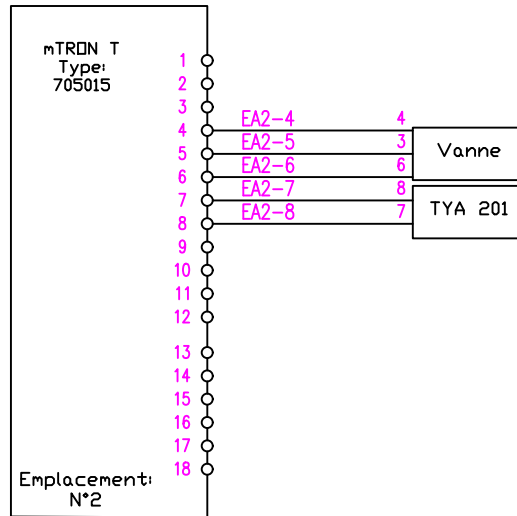 mTRON T
Type:
705015
1
2
3
4 EA2-4 4
5 EA2-5 3
Vanne
6 EA2-6 6
7 EA2-7 8
8 EA2-8 7
TYA 201
9
10
11
12
13
14
15
16
17
18
Emplacement:
N°2